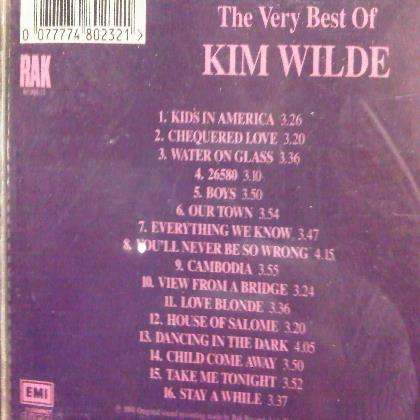 The Very Best Of
KIM WILDE
0 077774 802321 >
RAK
1. KIDS IN AMERICA 3.26
2. CHEQUERED LOVE 3.20
3. WATER ON GLASS 3.36
4. 26580 3.10
5. BOYS 3.50
6. OUR TOWN 3.54
7. EVERYTHING WE KNOW 3.47
8. YOU'LL NEVER BE SO WRONG 4.15
9. CAMBODIA 3.55
10. VIEW FROM A BRIDGE 3.24
11. LOVE BLONDE 3.36
12. HOUSE OF SALOME 3.20
13. DANCING IN THE DARK 4.05
14. CHILD COME AWAY 3.50
15. TAKE ME TONIGHT 3.52
16. STAY A WHILE 3.37
EMI
Original sound recording made by